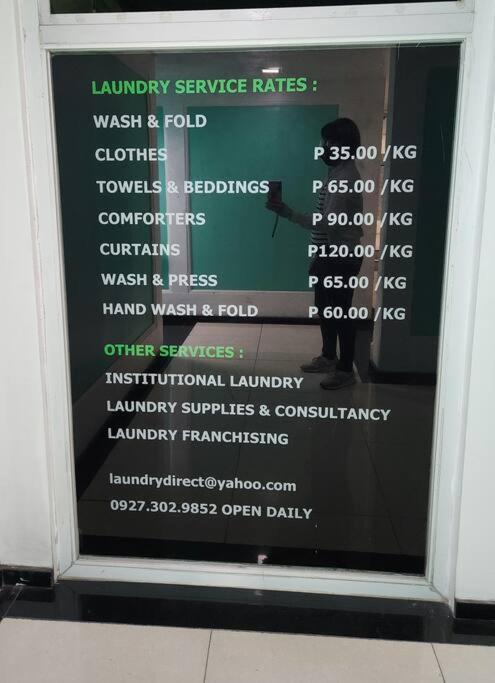 LAUNDRY SERVICE RATES :
WASH & FOLD
CLOTHES P 35.00 /KG
TOWELS & BEDDINGS P 65.00 /KG
COMFORTERS P 90.00 /KG
CURTAINS P120.00 /KG
WASH & PRESS P 65.00 /KG
HAND WASH & FOLD P 60.00 /KG
OTHER SERVICES :
INSTITUTIONAL LAUNDRY
LAUNDRY SUPPLIES & CONSULTANCY
LAUNDRY FRANCHISING
laundrydirect@yahoo.com
0927.302.9852 OPEN DAILY